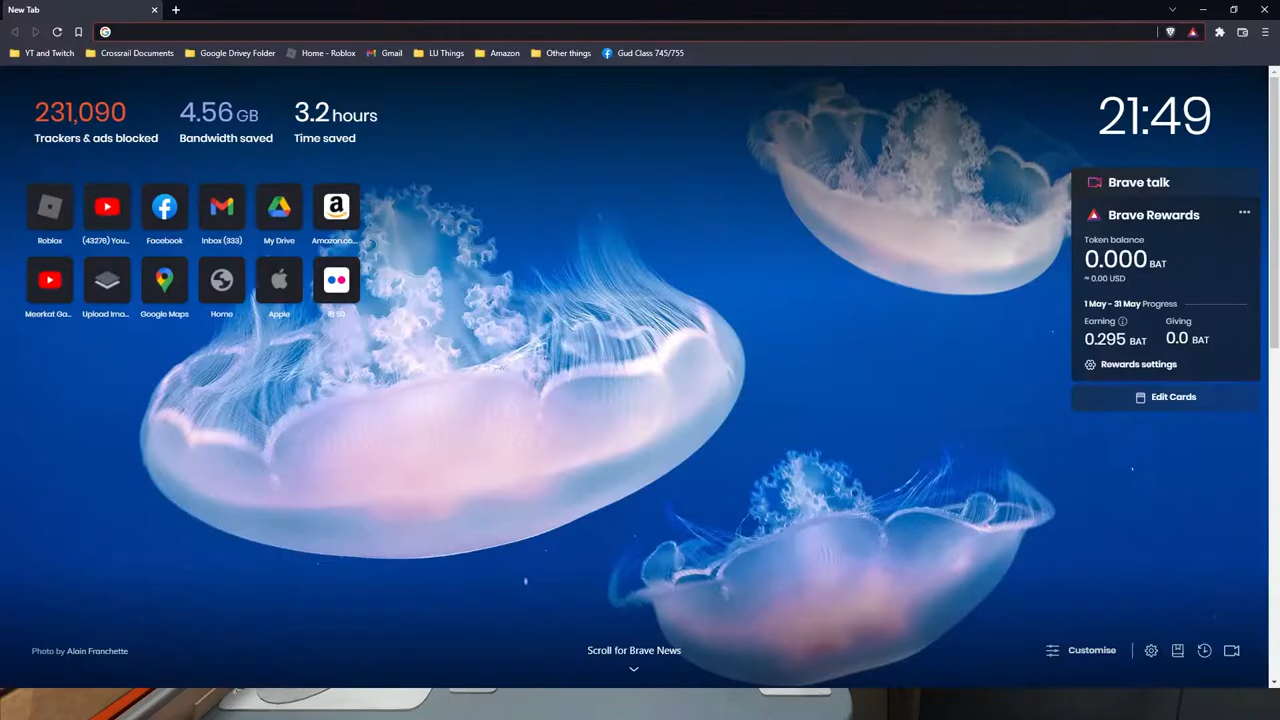 New Tab
YT and Twitch Crossrail Documents Google Drivey Folder Home - Roblox Gmail LU Things Amazon Other things Gud Class 745/755
231,090 4.56 GB 3.2 hours
Trackers & ads blocked Bandwidth saved Time saved
21:49
Brave talk
Brave Rewards
Token balance
0.000 BAT
≈ 0.00 USD
1 May - 31 May Progress
Earning Giving
0.295 BAT 0.0 BAT
Rewards settings
Edit Cards
Roblox (43276) You... Facebook Inbox (333) My Drive Amazon.co...
Meerkat Ga... Upload Ima... Google Maps Home Apple
Photo by Alain Franchette
Scroll for Brave News
Customise